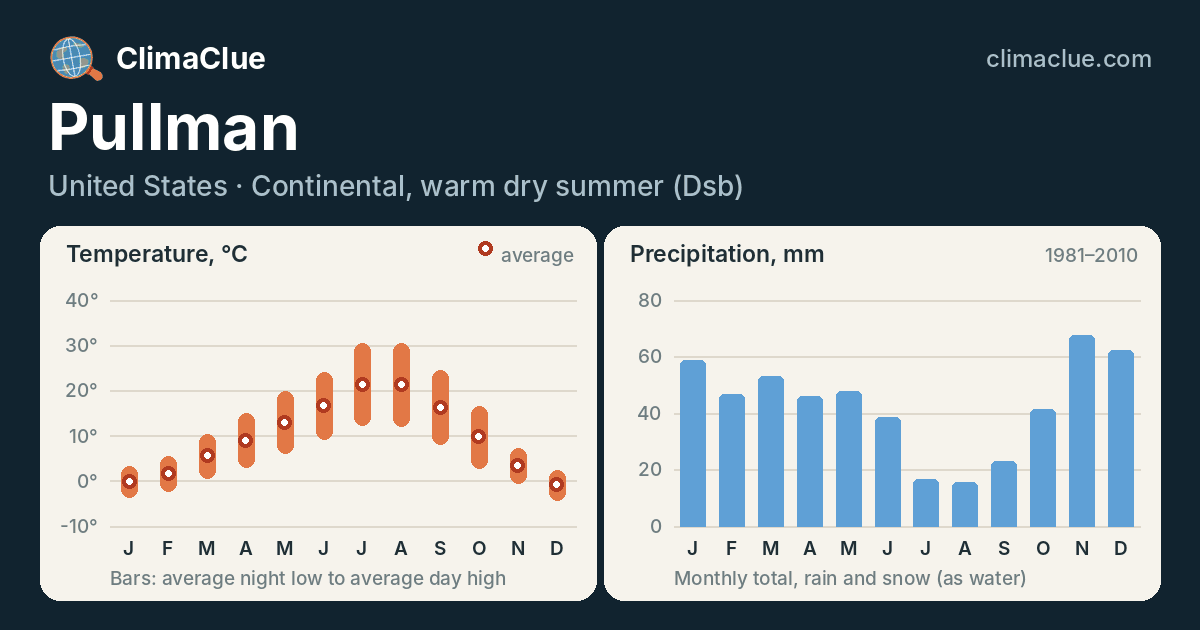 ClimaClue
climaclue.com
Pullman
United States · Continental, warm dry summer (Dsb)
Temperature, °C
average
40°
30°
20°
10°
0°
-10°
J F M A M J J A S O N D
Bars: average night low to average day high
Precipitation, mm
1981–2010
80
60
40
20
0
J F M A M J J A S O N D
Monthly total, rain and snow (as water)